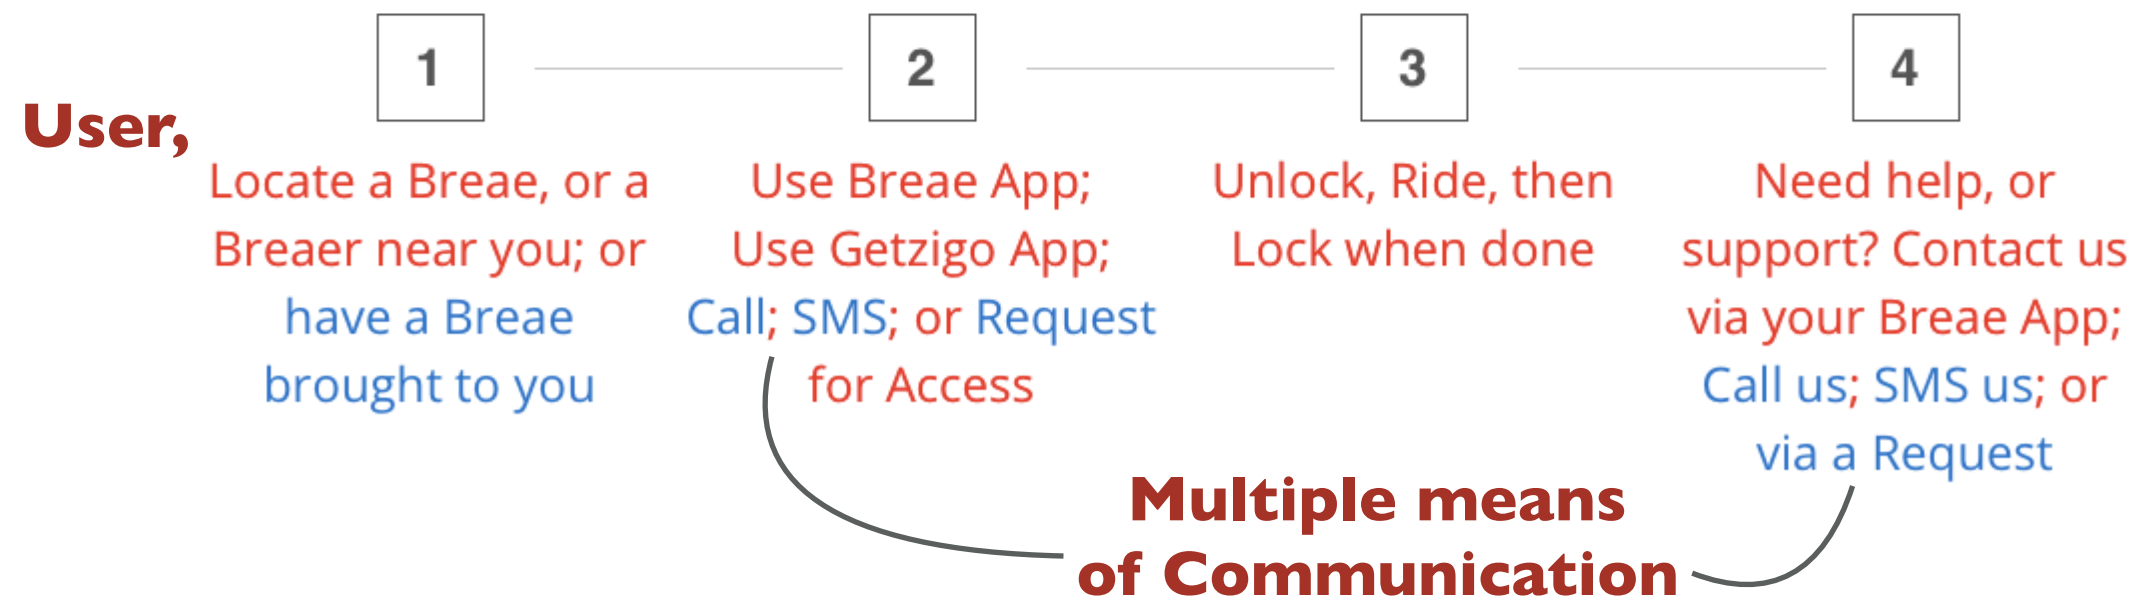 User,
1
Locate a Breae, or a
Breaer near you; or
have a Breae
brought to you
2
Use Breae App;
Use Getzigo App;
Call; SMS; or Request
for Access
3
Unlock, Ride, then
Lock when done
4
Need help, or
support? Contact us
via your Breae App;
Call us; SMS us; or
via a Request
Multiple means
of Communication